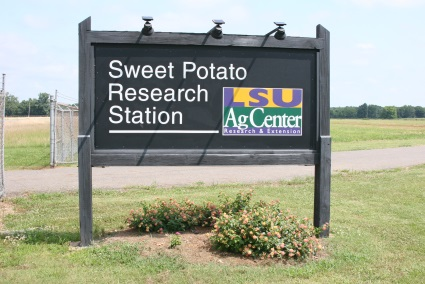 Sweet Potato
Research
Station
LSU
AgCenter
Research & Extension